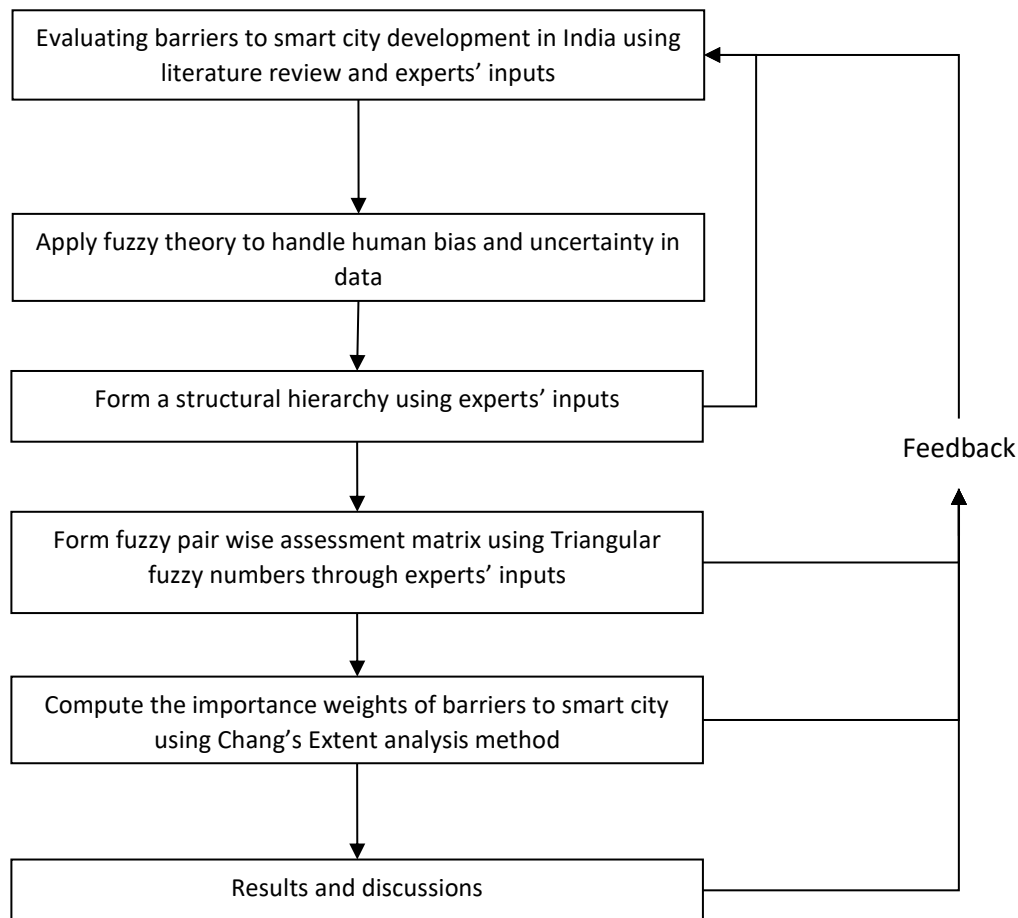 Evaluating barriers to smart city development in India using
literature review and experts’ inputs
Apply fuzzy theory to handle human bias and uncertainty in
data
Form a structural hierarchy using experts’ inputs
Feedback
Form fuzzy pair wise assessment matrix using Triangular
fuzzy numbers through experts’ inputs
Compute the importance weights of barriers to smart city
using Chang’s Extent analysis method
Results and discussions